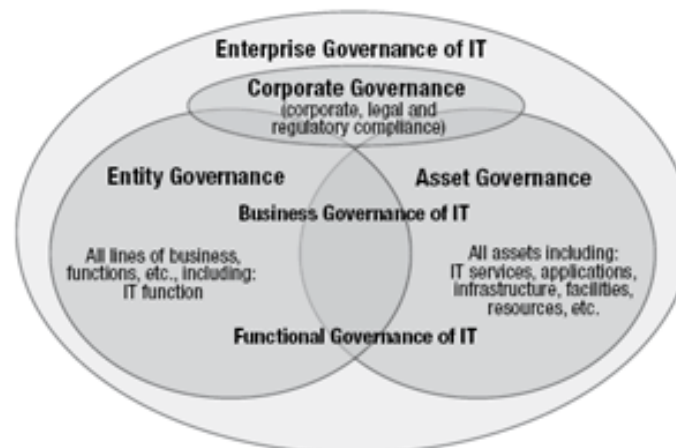 Enterprise Governance of IT
Corporate Governance
(corporate, legal and
regulatory compliance)
Entity Governance
Asset Governance
Business Governance of IT
All lines of business,
functions, etc., including:
IT function
All assets including:
IT services, applications,
infrastructure, facilities,
resources, etc.
Functional Governance of IT